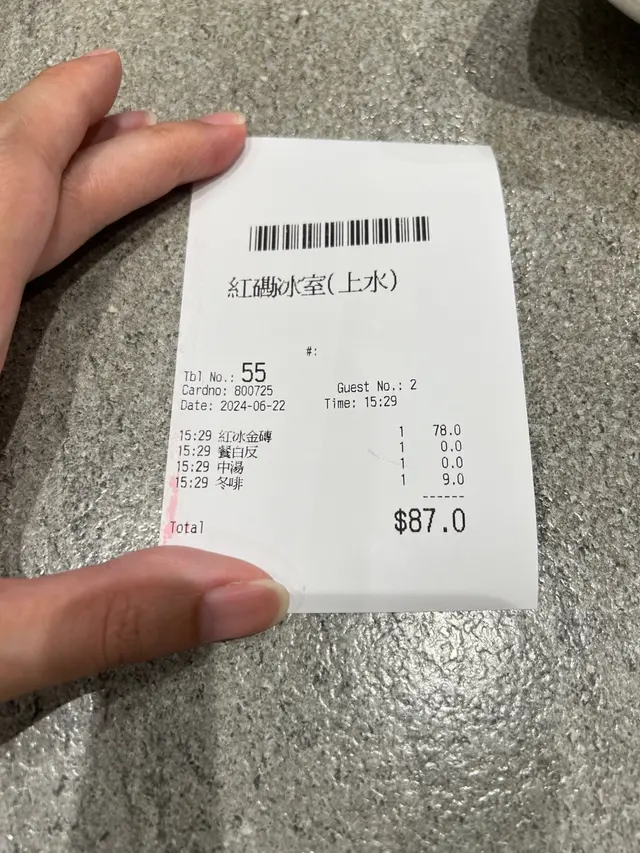 紅磡冰室(上水)
#:
Tbl No.: 55
Cardno: 800725 Guest No.: 2
Date: 2024-06-22 Time: 15:29
15:29 紅冰金磚 1 78.0
15:29 餐白反 1 0.0
15:29 中湯 1 0.0
15:29 冬啡 1 9.0
------
Total $87.0